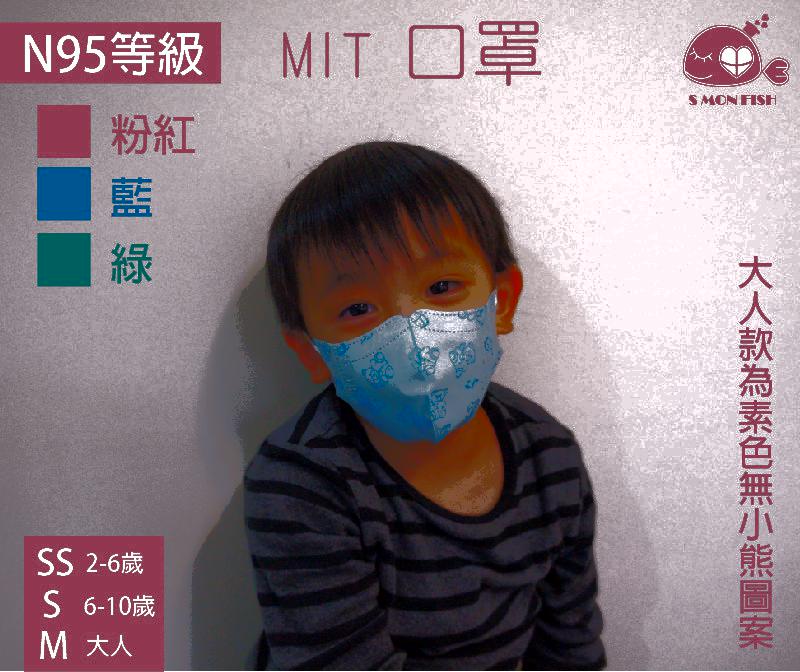 N95等級
MIT 口罩
S MON FISH
粉紅
藍
綠
大人款為素色無小熊圖案
SS 2-6歲
S 6-10歲
M 大人